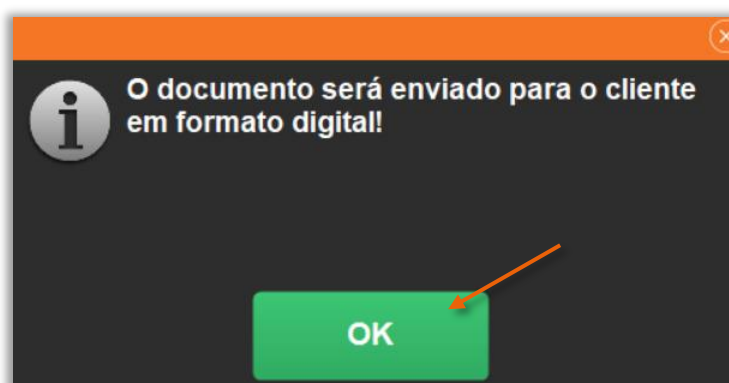 O documento será enviado para o cliente
em formato digital!
OK